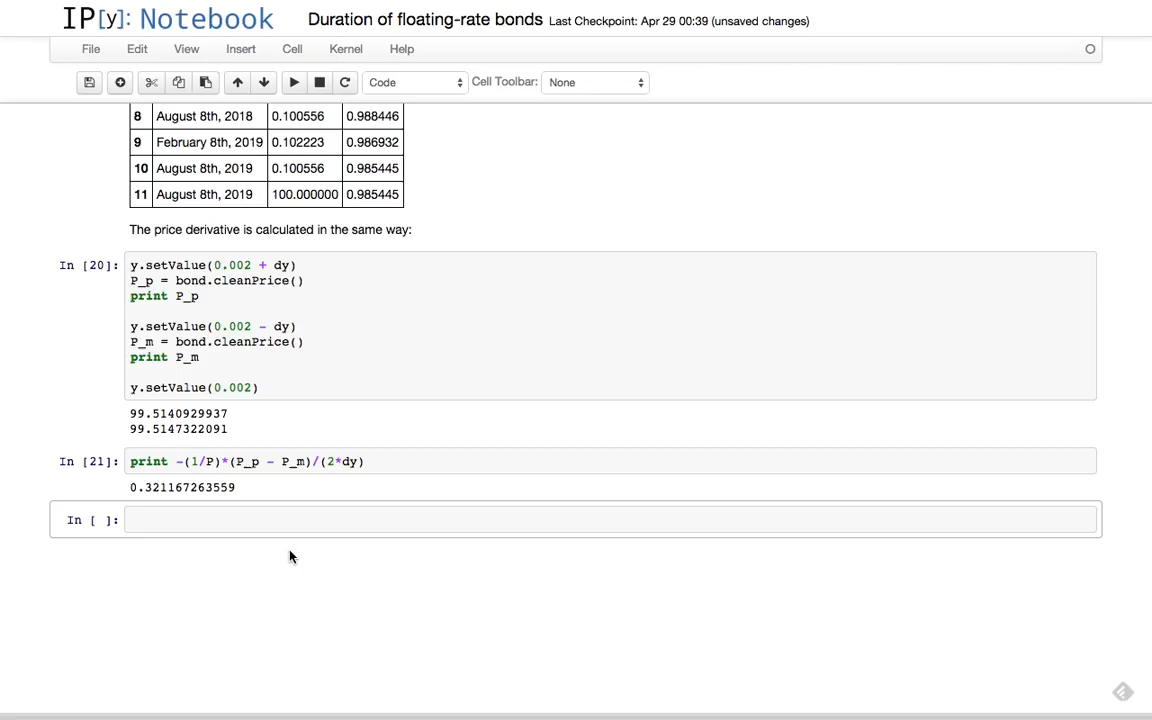 IP[y]: Notebook Duration of floating-rate bonds Last Checkpoint: Apr 29 00:39 (unsaved changes)
File Edit View Insert Cell Kernel Help
Code Cell Toolbar: None
8 August 8th, 2018 0.100556 0.988446
9 February 8th, 2019 0.102223 0.986932
10 August 8th, 2019 0.100556 0.985445
11 August 8th, 2019 100.000000 0.985445
The price derivative is calculated in the same way:
In [20]: y.setValue(0.002 + dy)
P_p = bond.cleanPrice()
print P_p
y.setValue(0.002 - dy)
P_m = bond.cleanPrice()
print P_m
y.setValue(0.002)
99.5140929937
99.5147322091
In [21]: print -(1/P)*(P_p - P_m)/(2*dy)
0.321167263559
In [ ]: